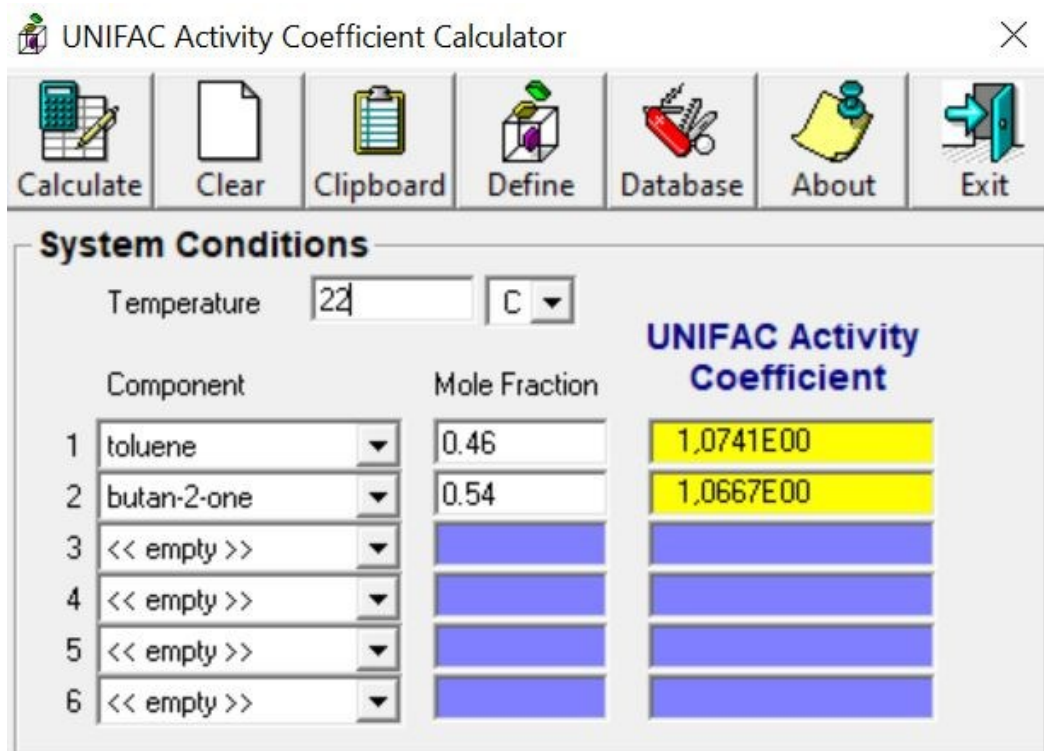 UNIFAC Activity Coefficient Calculator
Calculate Clear Clipboard Define Database About Exit
System Conditions
Temperature 22 C
UNIFAC Activity
Coefficient
Component Mole Fraction
1 toluene 0.46 1,0741E00
2 butan-2-one 0.54 1,0667E00
3 << empty >>
4 << empty >>
5 << empty >>
6 << empty >>